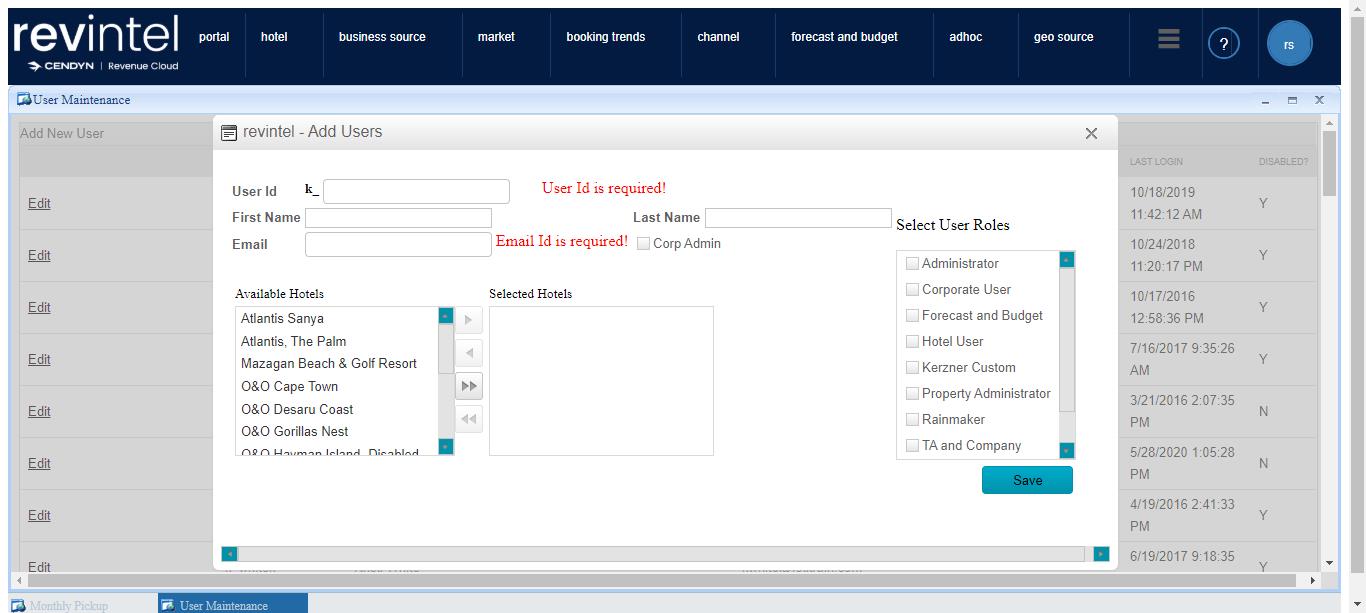 revintel
CENDYN | Revenue Cloud
portal hotel business source market booking trends channel forecast and budget adhoc geo source ? rs
User Maintenance
Add New User
revintel - Add Users
LAST LOGIN DISABLED?
User Id k_ User Id is required!
First Name Last Name
Email Email Id is required! Corp Admin
Select User Roles
Administrator
Corporate User
Forecast and Budget
Hotel User
Kerzner Custom
Property Administrator
Rainmaker
TA and Company
Save
Available Hotels Selected Hotels
Atlantis Sanya
Atlantis, The Palm
Mazagan Beach & Golf Resort
O&O Cape Town
O&O Desaru Coast
O&O Gorillas Nest
O&O Hayman Island- Disabled
Edit
10/18/2019
11:42:12 AM
Y
Edit
10/24/2018
11:20:17 PM
Y
Edit
10/17/2016
12:58:36 PM
Y
Edit
7/16/2017 9:35:26
AM
Y
Edit
3/21/2016 2:07:35
PM
N
Edit
5/28/2020 1:05:28
PM
N
Edit
4/19/2016 2:41:33
PM
Y
Edit
6/19/2017 9:18:35
Y
Monthly Pickup User Maintenance